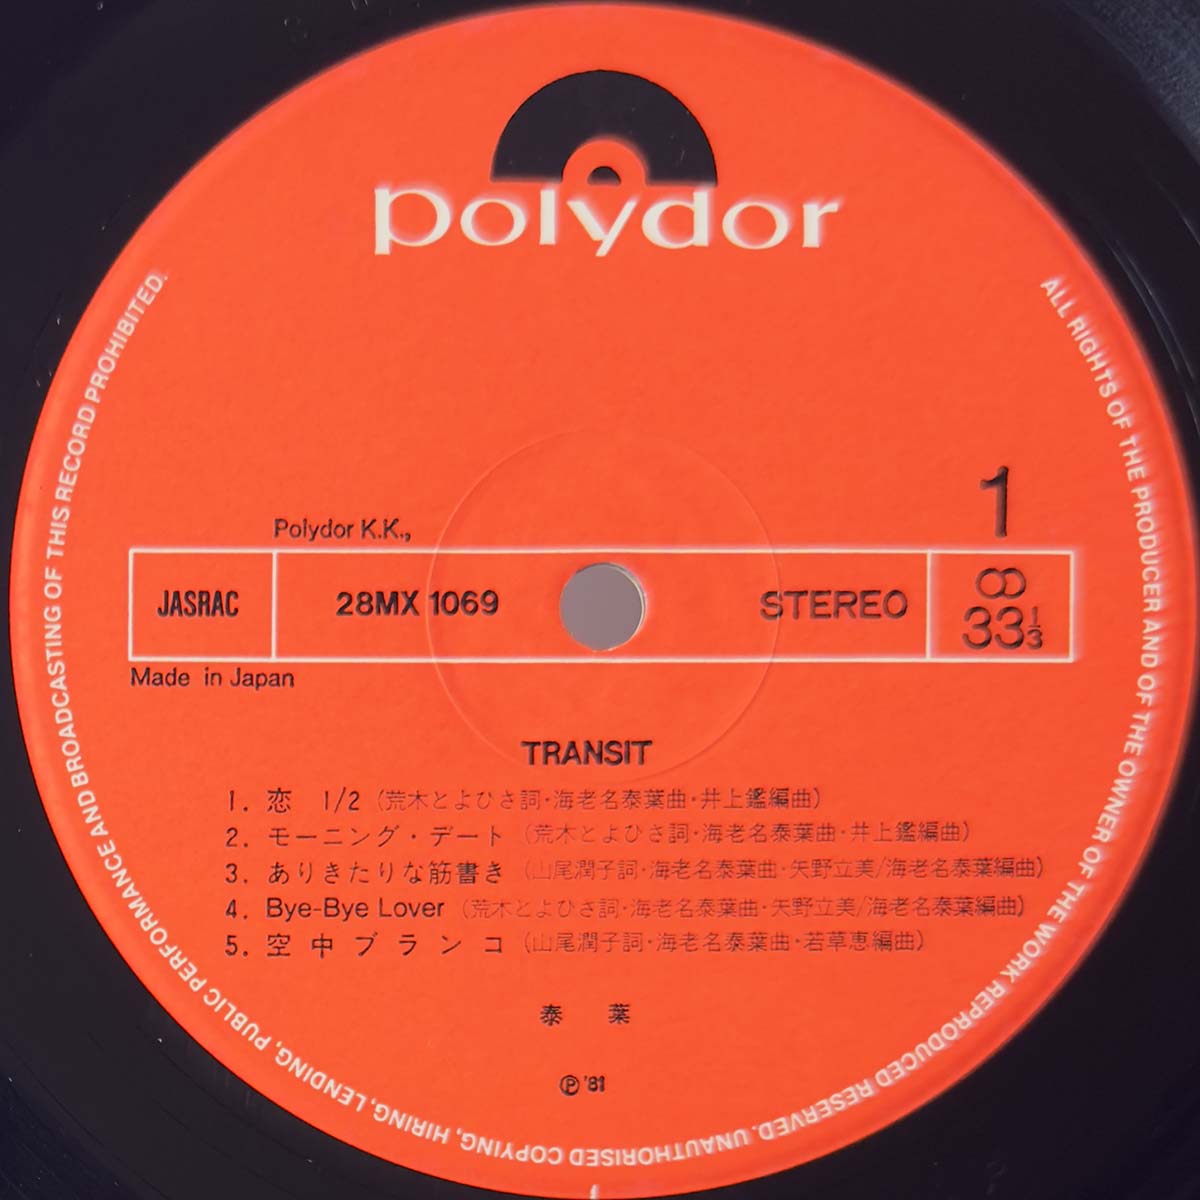 polydor
1
Polydor K.K.,
JASRAC
28MX 1069
STEREO
∞
33⅓
Made in Japan
TRANSIT
1. 恋 1/2 (荒木とよひさ詞・海老名泰葉曲・井上鑑編曲)
2. モーニング・デート (荒木とよひさ詞・海老名泰葉曲・井上鑑編曲)
3. ありきたりな筋書き (山尾潤子詞・海老名泰葉曲・矢野立美/海老名泰葉編曲)
4. Bye-Bye Lover (荒木とよひさ詞・海老名泰葉曲・矢野立美/海老名泰葉編曲)
5. 空中ブランコ (山尾潤子詞・海老名泰葉曲・若草恵編曲)
泰 葉
Ⓟ '81
ALL RIGHTS OF THE PRODUCER AND OF THE OWNER OF THE WORK REPRODUCED RESERVED. UNAUTHORISED COPYING, HIRING, LENDING, PUBLIC PERFORMANCE AND BROADCASTING OF THIS RECORD PROHIBITED.